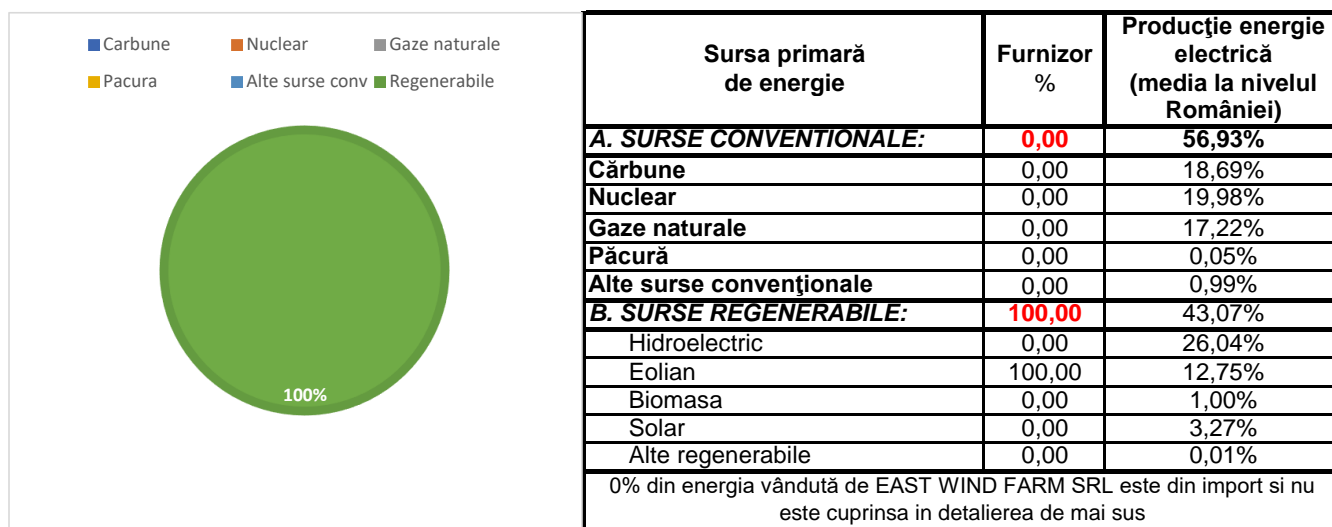 Carbune Nuclear Gaze naturale
Pacura Alte surse conv Regenerabile
100%
Sursa primară
de energie
Furnizor
%
Producţie energie
electrică
(media la nivelul
României)
A. SURSE CONVENTIONALE: 0,00 56,93%
Cărbune 0,00 18,69%
Nuclear 0,00 19,98%
Gaze naturale 0,00 17,22%
Păcură 0,00 0,05%
Alte surse convenţionale 0,00 0,99%
B. SURSE REGENERABILE: 100,00 43,07%
Hidroelectric 0,00 26,04%
Eolian 100,00 12,75%
Biomasa 0,00 1,00%
Solar 0,00 3,27%
Alte regenerabile 0,00 0,01%
0% din energia vândută de EAST WIND FARM SRL este din import si nu
este cuprinsa in detalierea de mai sus